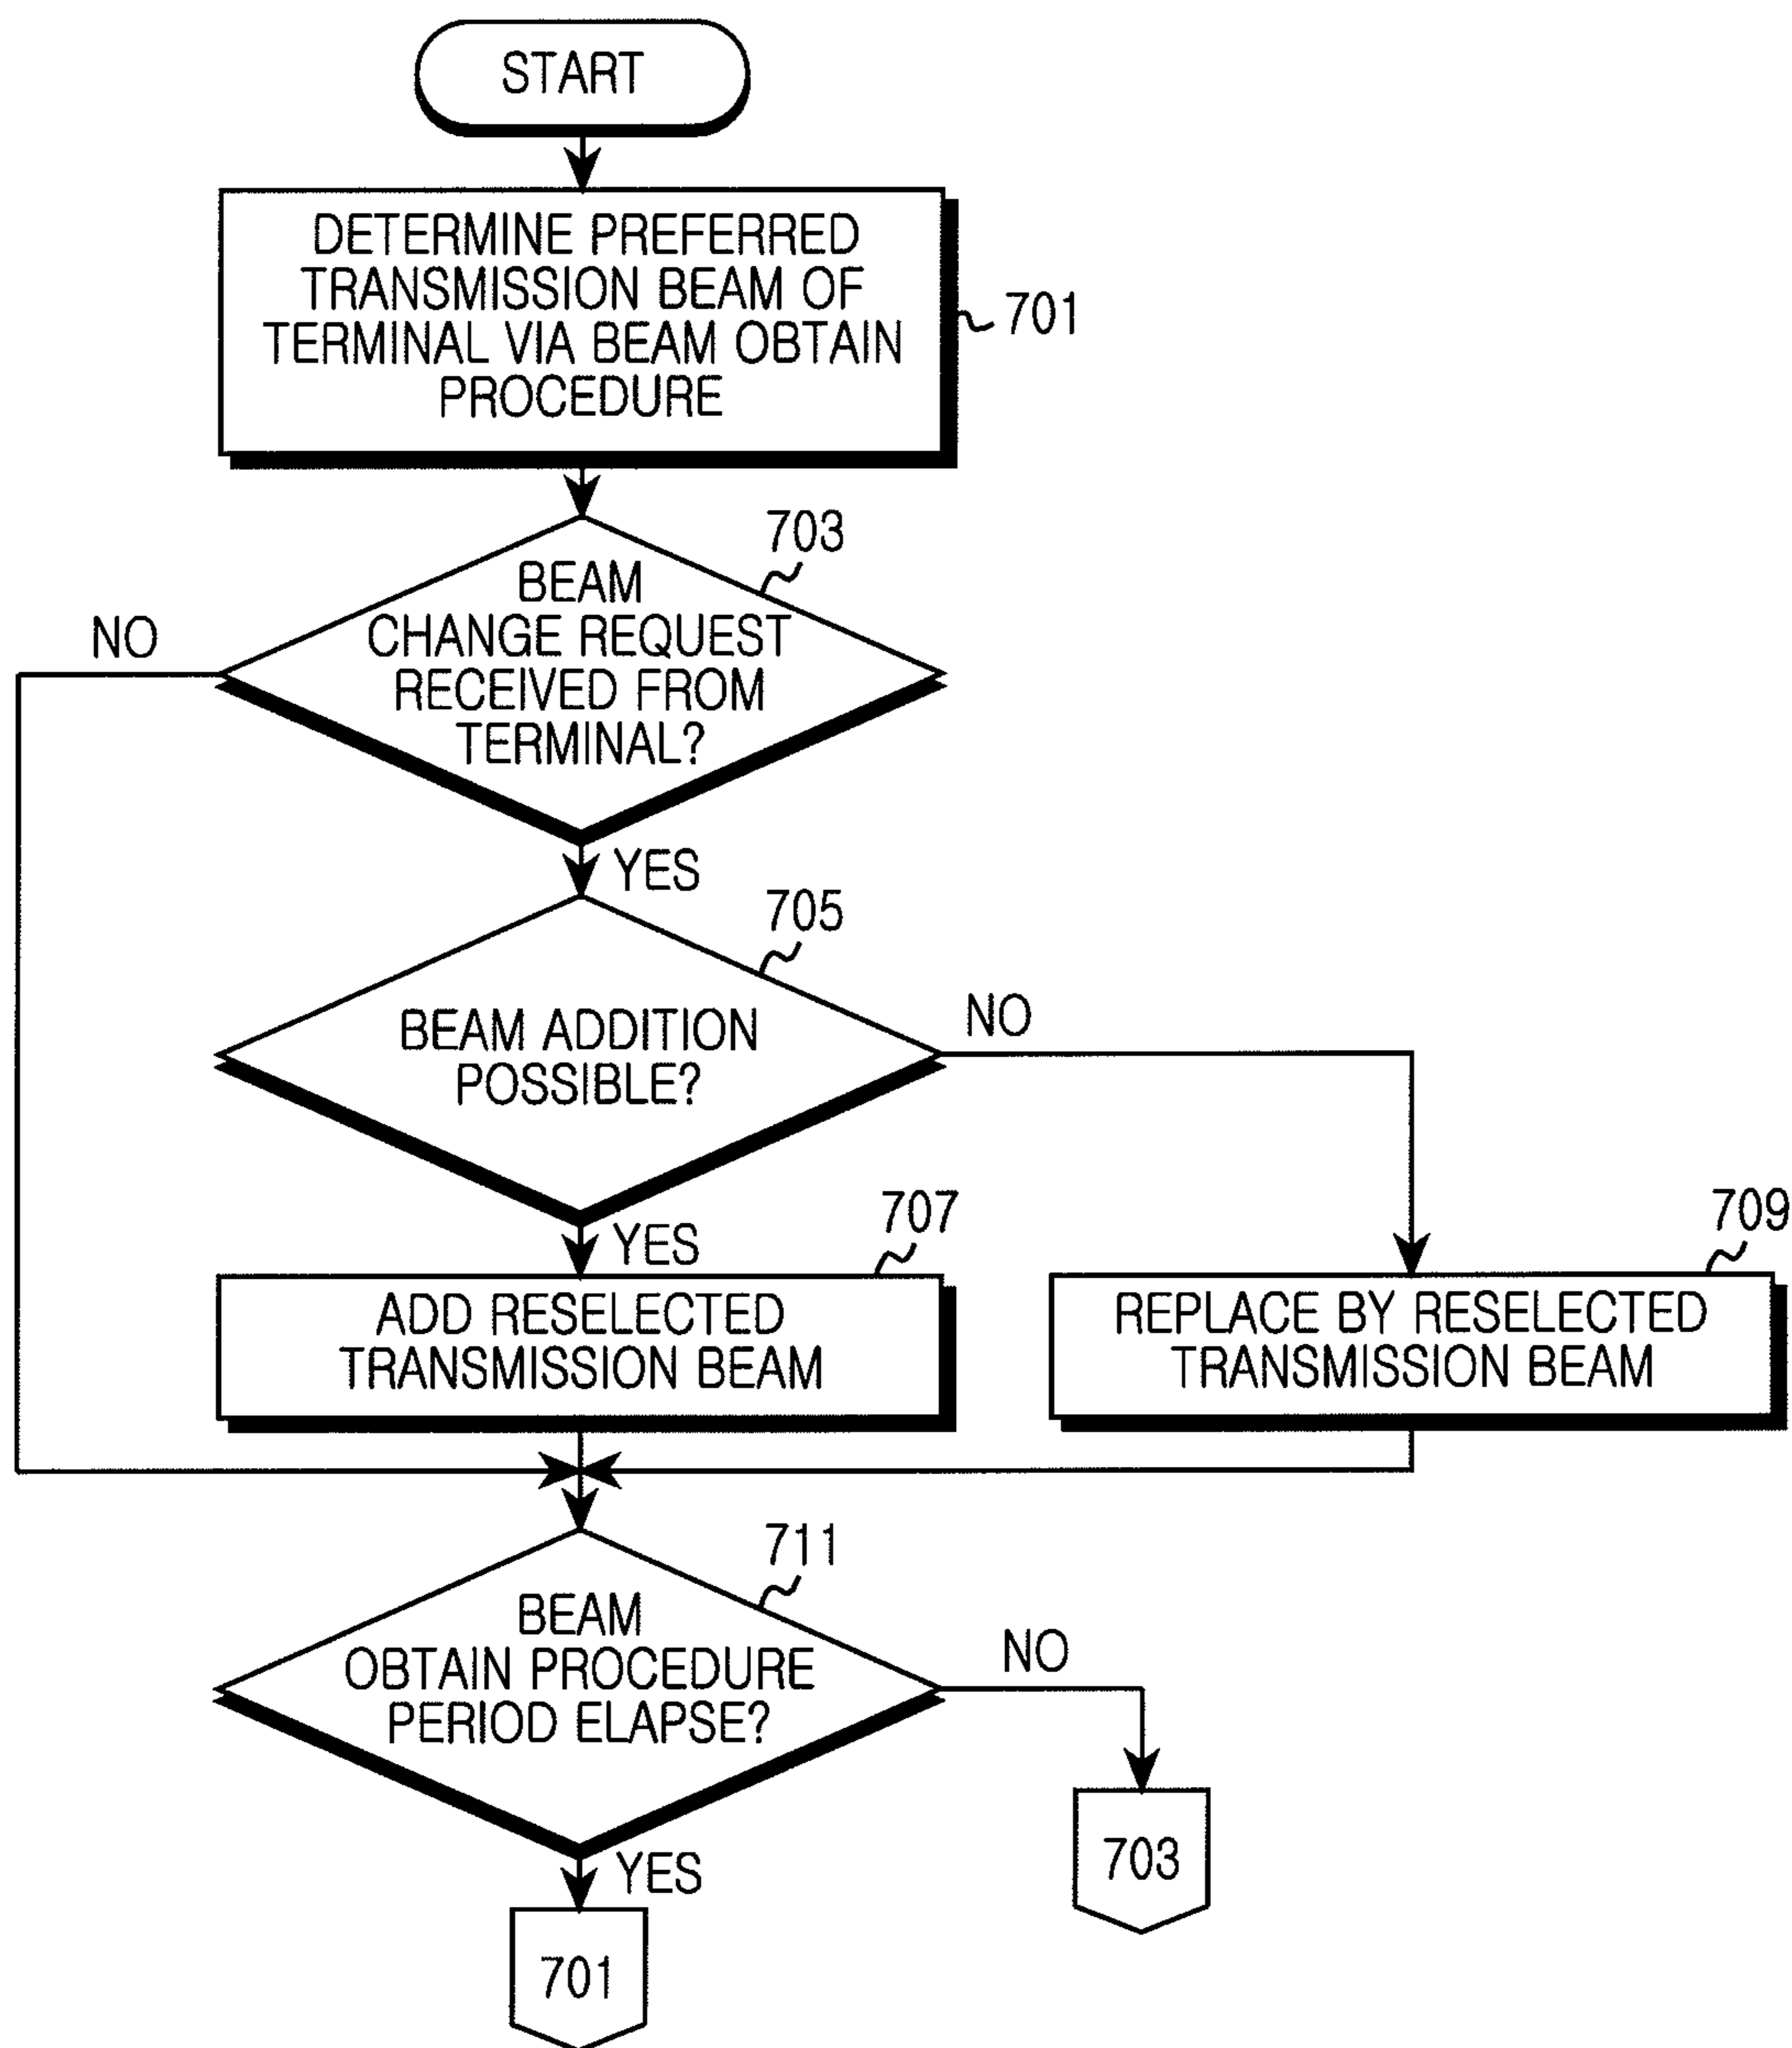 START
DETERMINE PREFERRED
TRANSMISSION BEAM OF
TERMINAL VIA BEAM OBTAIN
PROCEDURE
701
703
BEAM
CHANGE REQUEST
RECEIVED FROM
TERMINAL?
NO
YES
705
BEAM ADDITION
POSSIBLE?
NO
YES
707
ADD RESELECTED
TRANSMISSION BEAM
709
REPLACE BY RESELECTED
TRANSMISSION BEAM
711
BEAM
OBTAIN PROCEDURE
PERIOD ELAPSE?
NO
703
YES
701